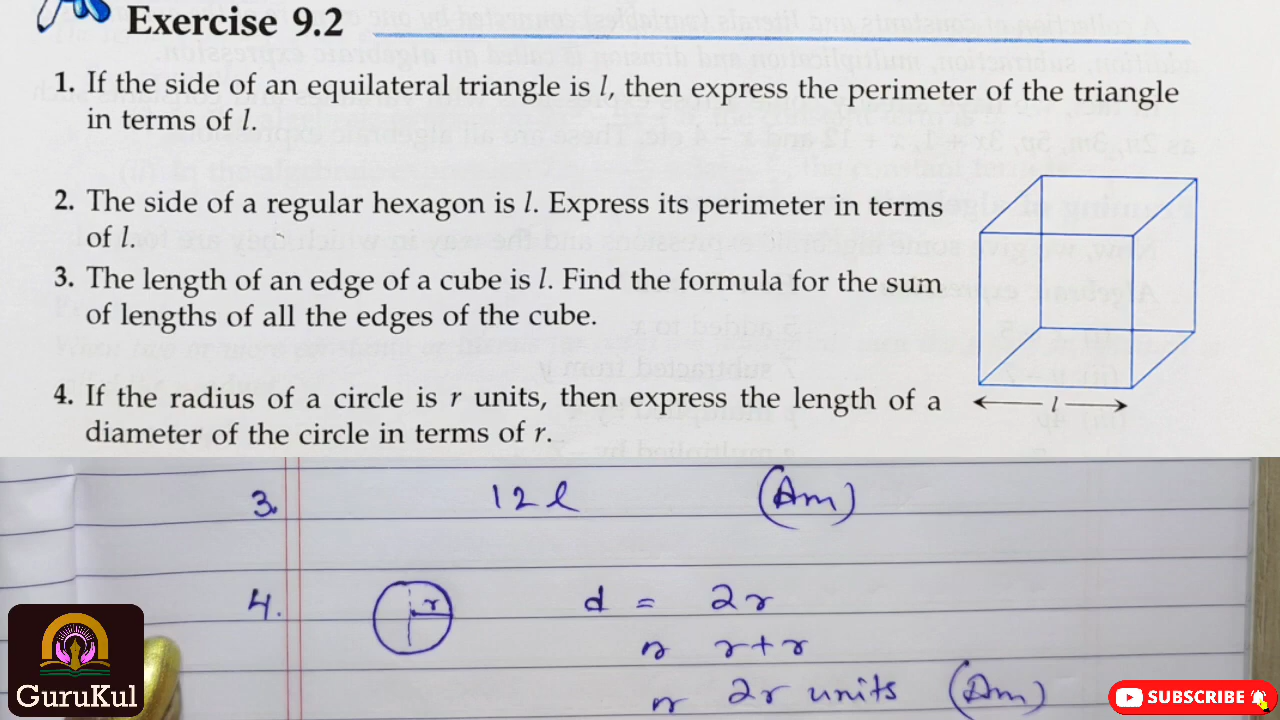 Exercise 9.2
1. If the side of an equilateral triangle is l, then express the perimeter of the triangle
in terms of l.
2. The side of a regular hexagon is l. Express its perimeter in terms
of l.
3. The length of an edge of a cube is l. Find the formula for the sum
of lengths of all the edges of the cube.
4. If the radius of a circle is r units, then express the length of a
diameter of the circle in terms of r.
l
3. 12l (Ans)
4. r d = 2r
r+r
2r units (Ans)
GuruKul
SUBSCRIBE